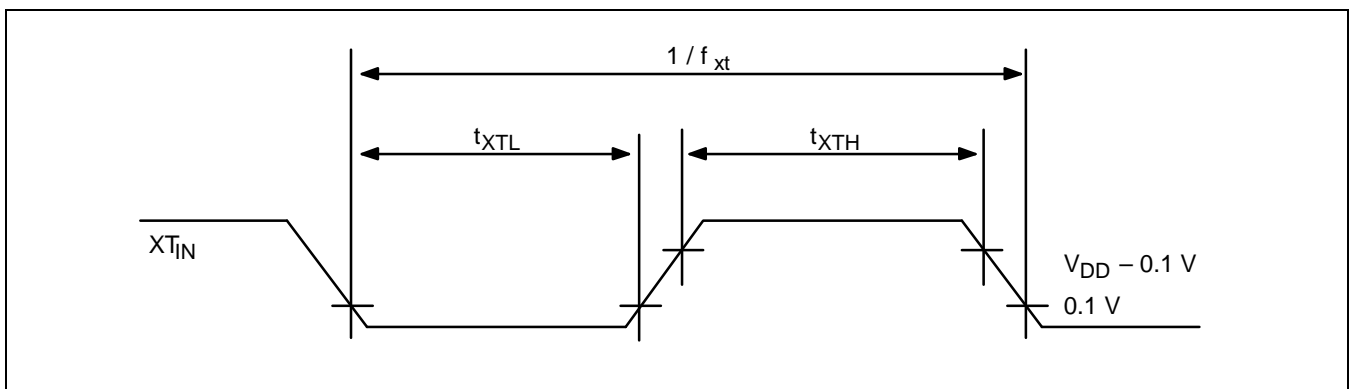 1 / f xt
tXTL
tXTH
XTIN
VDD – 0.1 V
0.1 V